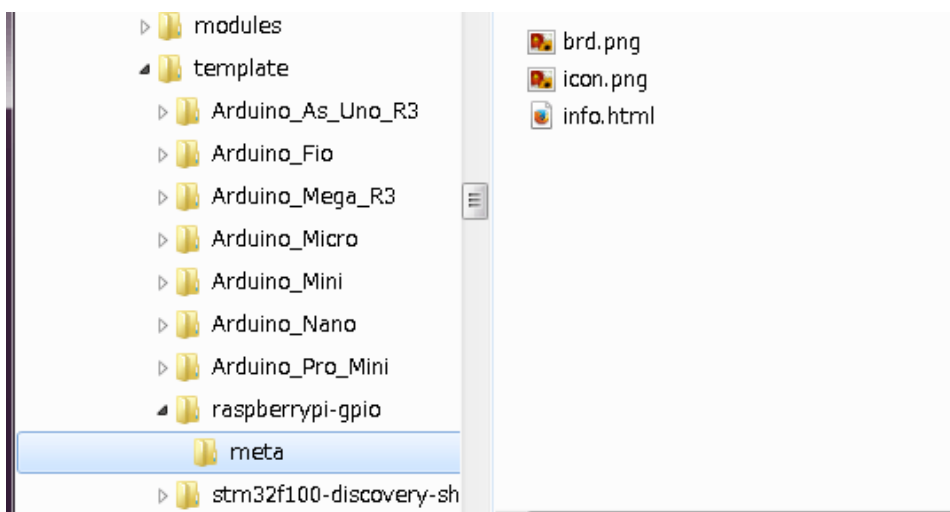 modules
template
Arduino_As_Uno_R3
Arduino_Fio
Arduino_Mega_R3
Arduino_Micro
Arduino_Mini
Arduino_Nano
Arduino_Pro_Mini
raspberrypi-gpio
meta
stm32f100-discovery-sh
brd.png
icon.png
info.html